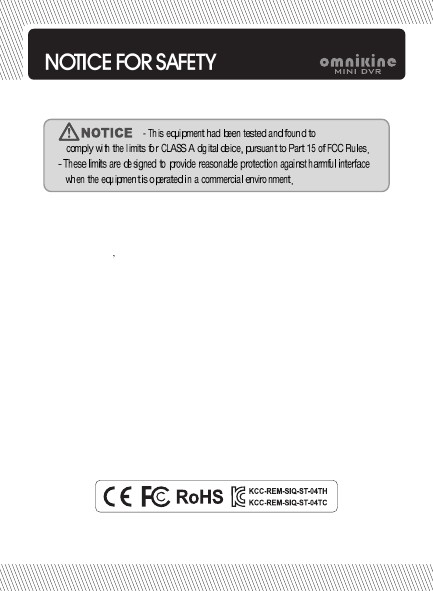 NOTICE FOR SAFETY
omnikine
MINI DVR
NOTICE - This equipment had been tested and found to
comply with the limits for CLASS A dgital deice, pursuant to Part 15 of FCC Rules.
- These limits are designed to provide reasonable protection against harmful interface
when the equipment is operated in a commercial environment.
CE FC RoHS KCC-REM-SIQ-ST-04TH
KCC-REM-SIQ-ST-04TC